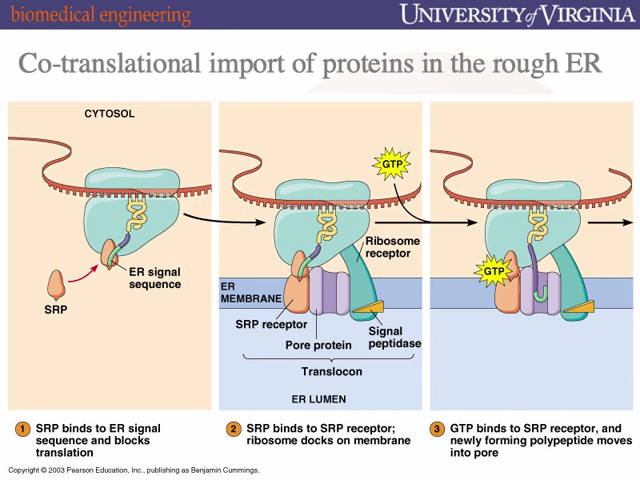 biomedical engineering
UNIVERSITY of VIRGINIA
Co-translational import of proteins in the rough ER
CYTOSOL
ER signal
sequence
SRP
GTP
Ribosome
receptor
ER
MEMBRANE
SRP receptor
Pore protein
Signal
peptidase
Translocon
ER LUMEN
GTP
1 SRP binds to ER signal
sequence and blocks
translation
2 SRP binds to SRP receptor;
ribosome docks on membrane
3 GTP binds to SRP receptor, and
newly forming polypeptide moves
into pore
Copyright © 2003 Pearson Education, Inc., publishing as Benjamin Cummings.